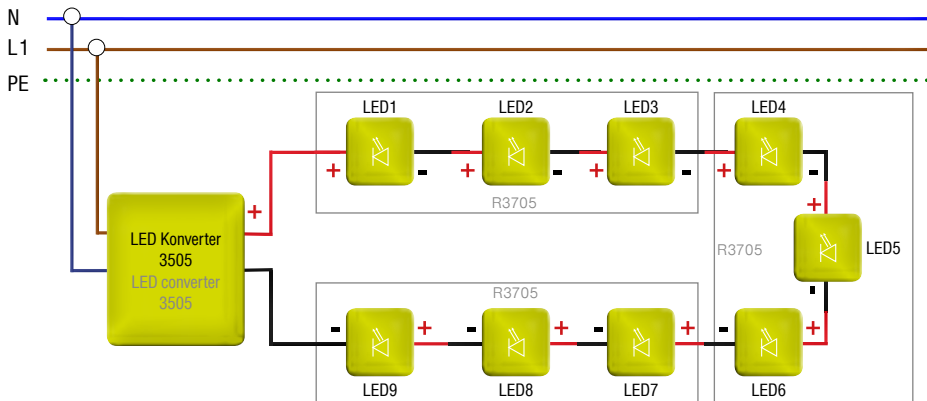 N
L1
PE
LED1
LED2
LED3
LED4
+
-
+
-
+
-
+
-
R3705
+
+
LED Konverter
3505
LED converter
3505
R3705
LED5
-
R3705
-
+
-
+
-
+
-
+
LED9
LED8
LED7
LED6